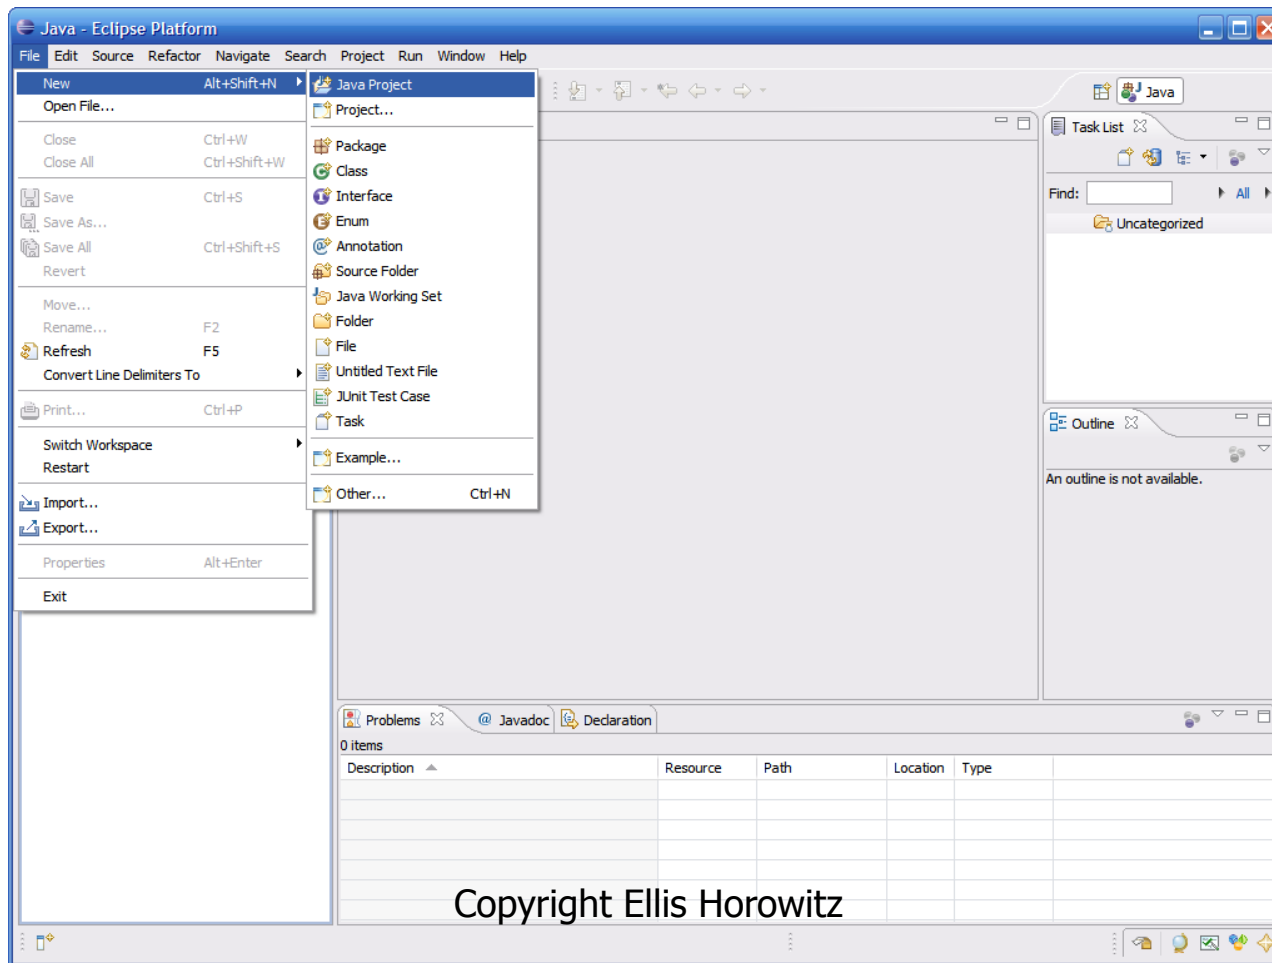 Java - Eclipse Platform
File Edit Source Refactor Navigate Search Project Run Window Help
New Alt+Shift+N
Open File...
Close Ctrl+W
Close All Ctrl+Shift+W
Save Ctrl+S
Save As...
Save All Ctrl+Shift+S
Revert
Move...
Rename... F2
Refresh F5
Convert Line Delimiters To
Print... Ctrl+P
Switch Workspace
Restart
Import...
Export...
Properties Alt+Enter
Exit
Java Project
Project...
Package
Class
Interface
Enum
Annotation
Source Folder
Java Working Set
Folder
File
Untitled Text File
JUnit Test Case
Task
Example...
Other... Ctrl+N
Java
Task List
Find: All
Uncategorized
Outline
An outline is not available.
Problems @ Javadoc Declaration
0 items
Description Resource Path Location Type
Copyright Ellis Horowitz